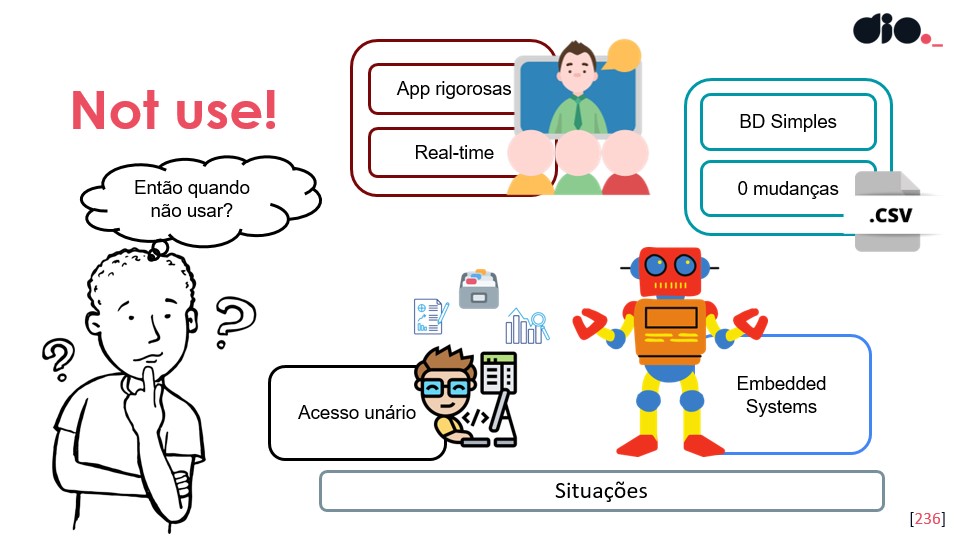 dio._
Not use!
Então quando
não usar?
App rigorosas
Real-time
BD Simples
0 mudanças
.CSV
Acesso unário
</>
Embedded
Systems
Situações
[236]